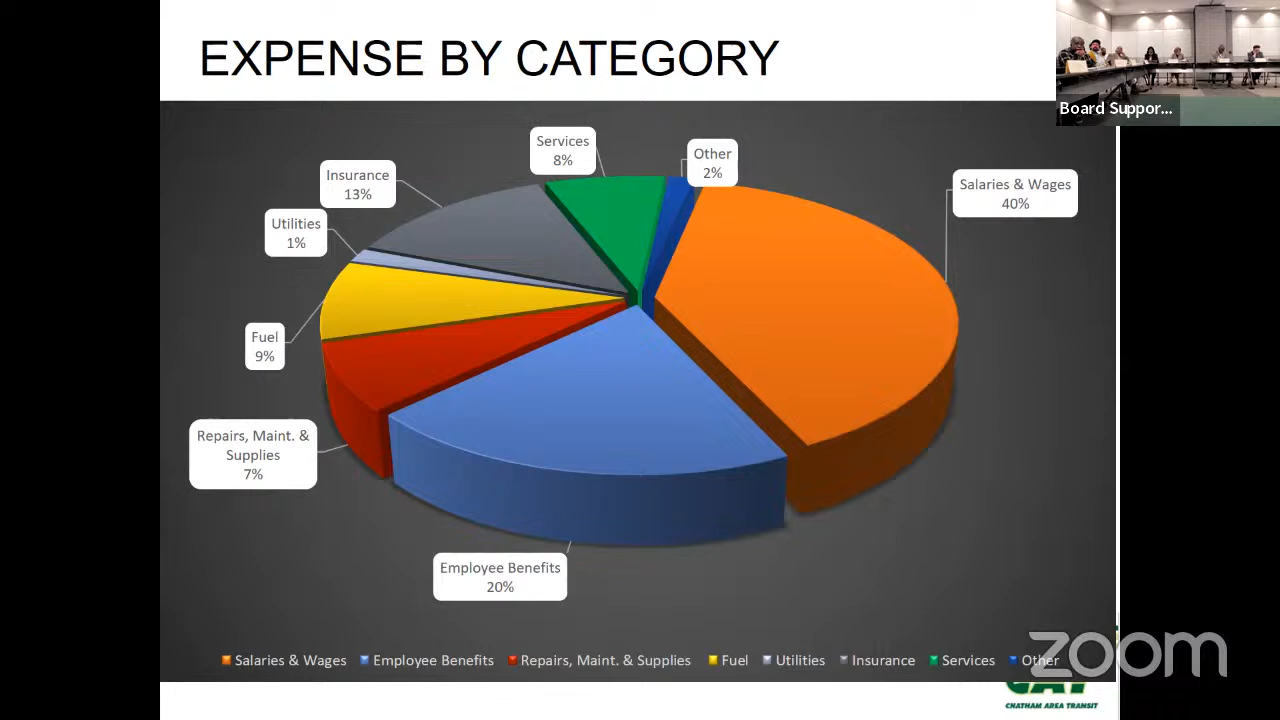 EXPENSE BY CATEGORY
Board Suppor...
Services
8%
Other
2%
Insurance
13%
Salaries & Wages
40%
Utilities
1%
Fuel
9%
Repairs, Maint. &
Supplies
7%
Employee Benefits
20%
Salaries & Wages Employee Benefits Repairs, Maint. & Supplies Fuel Utilities Insurance Services Other
zoom
CAT
CHATHAM AREA TRANSIT